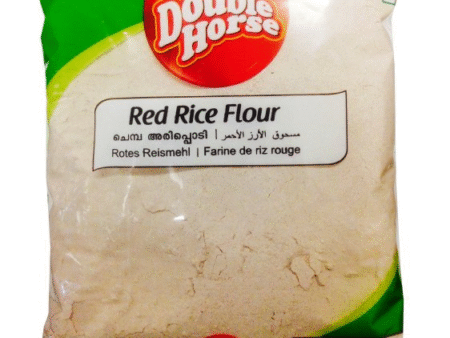 Double
Horse
Red Rice Flour
ചെമ്പ അരിപ്പൊടി | مسحوق الأرز الأحمر
Rotes Reismehl | Farine de riz rouge